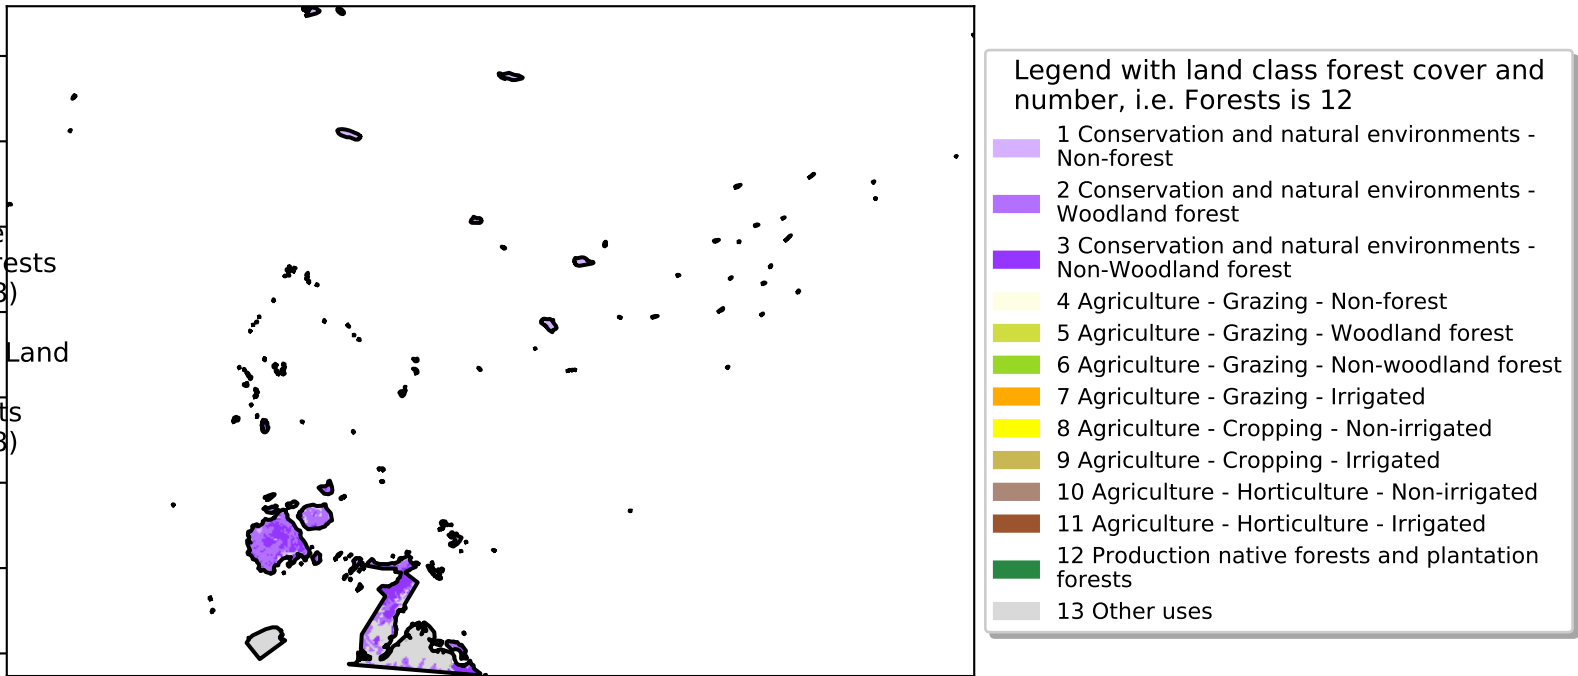 rests
3)
Land
ts
3)
Legend with land class forest cover and
number, i.e. Forests is 12
1 Conservation and natural environments -
Non-forest
2 Conservation and natural environments -
Woodland forest
3 Conservation and natural environments -
Non-Woodland forest
4 Agriculture - Grazing - Non-forest
5 Agriculture - Grazing - Woodland forest
6 Agriculture - Grazing - Non-woodland forest
7 Agriculture - Grazing - Irrigated
8 Agriculture - Cropping - Non-irrigated
9 Agriculture - Cropping - Irrigated
10 Agriculture - Horticulture - Non-irrigated
11 Agriculture - Horticulture - Irrigated
12 Production native forests and plantation
forests
13 Other uses